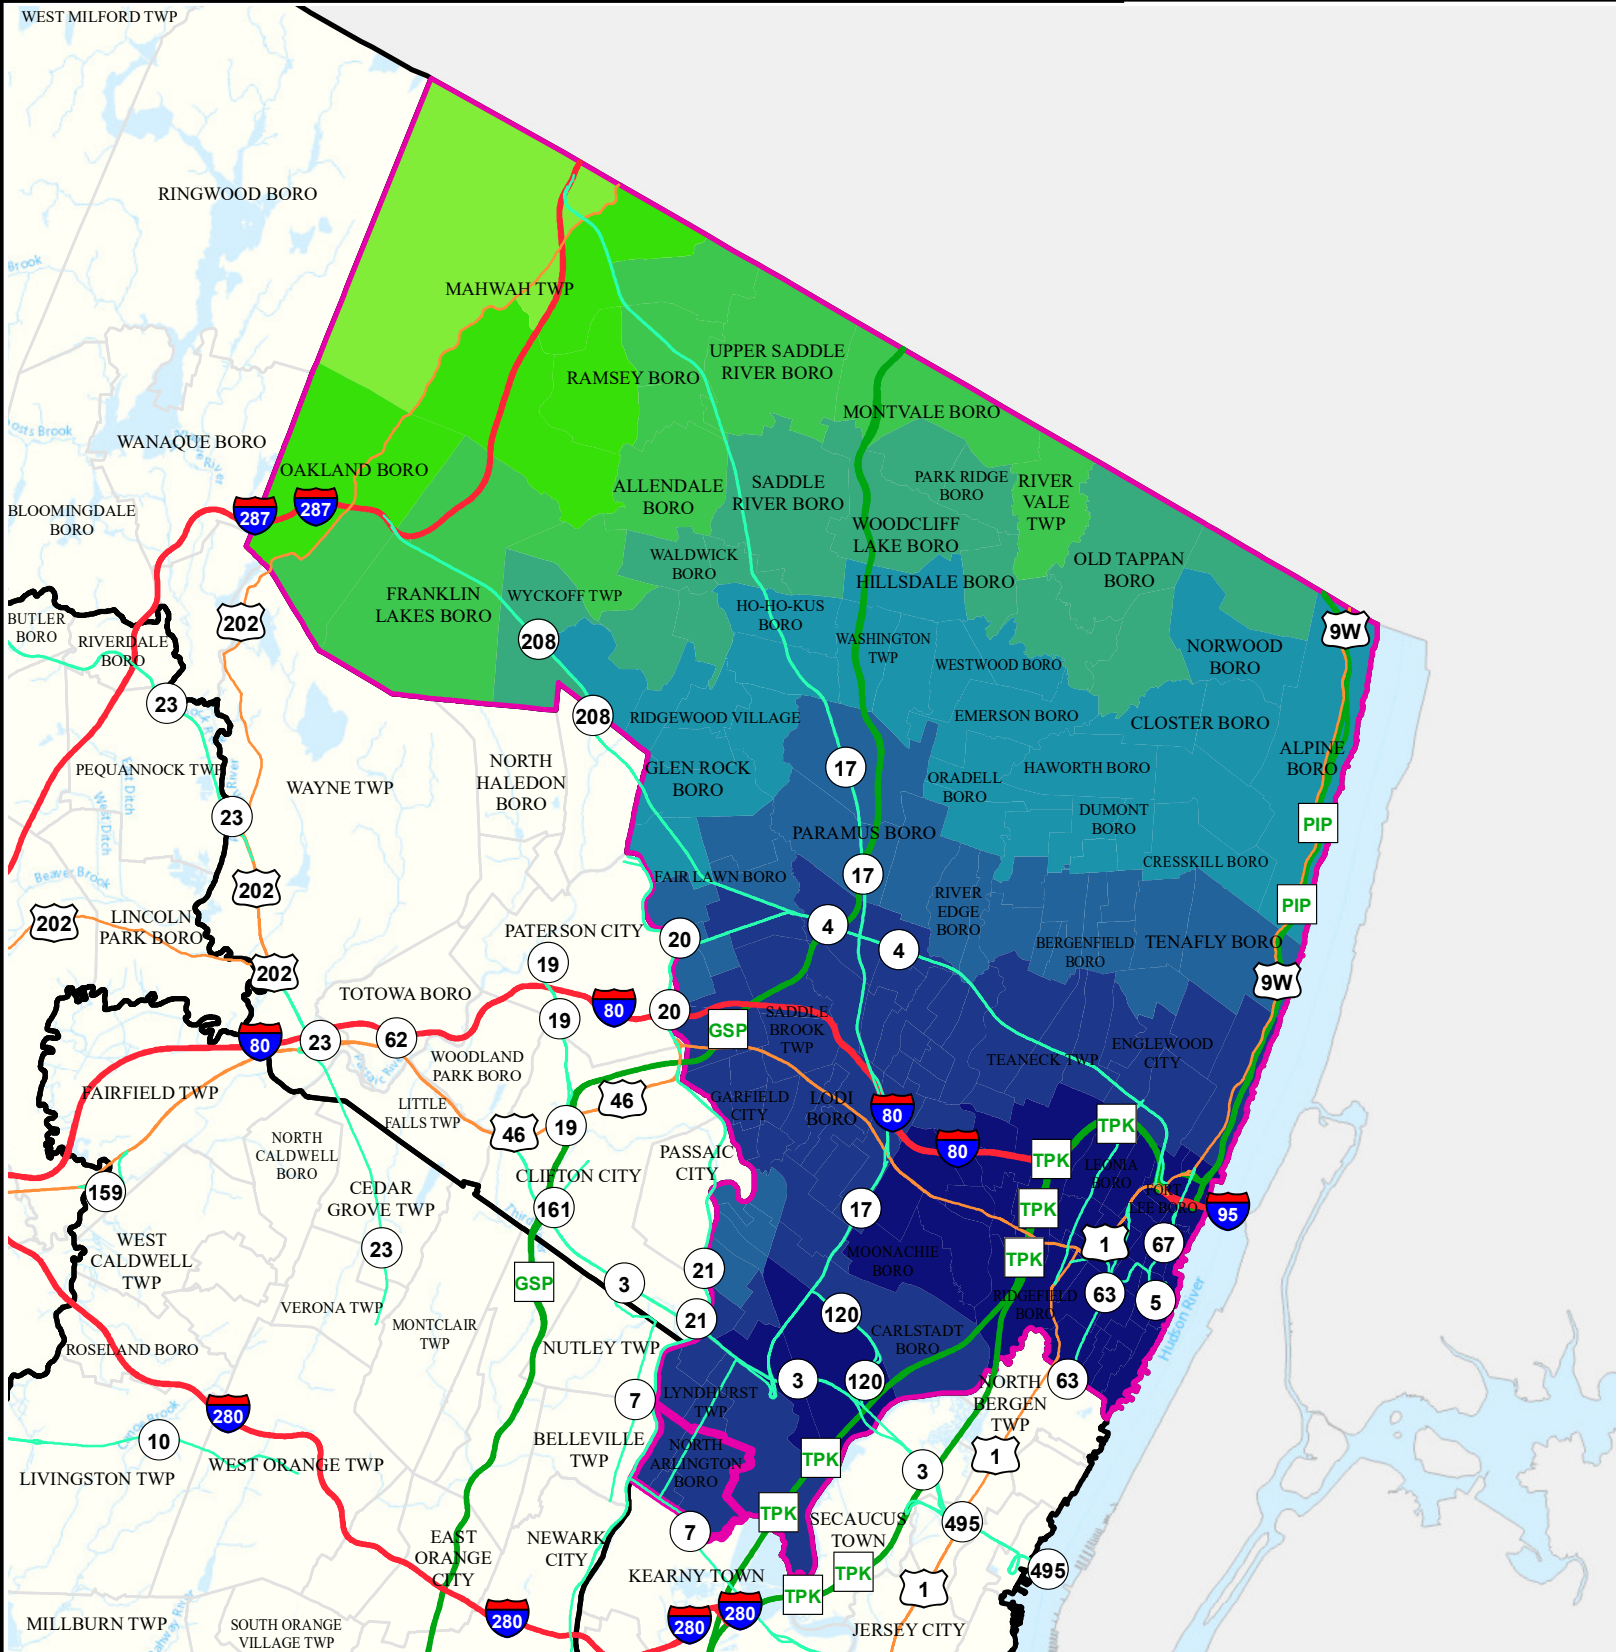 WEST MILFORD TWP
RINGWOOD BORO
Brook
MAHWAH TWP
UPPER SADDLE
RIVER BORO
RAMSEY BORO
MONTVALE BORO
WANAQUE BORO
OAKLAND BORO
ALLENDALE
BORO
SADDLE
RIVER BORO
PARK RIDGE
BORO
RIVER
VALE
TWP
BLOOMINGDALE
BORO
287
287
WOODCLIFF
LAKE BORO
OLD TAPPAN
BORO
WALDWICK
BORO
HILLSDALE BORO
FRANKLIN
LAKES BORO
WYCKOFF TWP
HO-HO-KUS
BORO
BUTLER
BORO
202
RIVERDALE
BORO
208
WASHINGTON
TWP
WESTWOOD BORO
NORWOOD
BORO
9W
23
208
RIDGEWOOD VILLAGE
EMERSON BORO
CLOSTER BORO
ALPINE
BORO
PEQUANNOCK TWP
WAYNE TWP
NORTH
HALEDON
BORO
GLEN ROCK
BORO
17
ORADELL
BORO
HAWORTH BORO
West Ditch
23
DUMONT
BORO
PIP
PARAMUS BORO
CRESSKILL BORO
Beaver Brook
202
FAIR LAWN BORO
17
PIP
202
LINCOLN
PARK BORO
PATERSON CITY
20
4
4
RIVER
EDGE
BORO
BERGENFIELD
BORO
TENAFLY BORO
202
19
9W
TOTOWA BORO
80
20
19
GSP
SADDLE
BROOK
TWP
80
23
62
WOODLAND
PARK BORO
TEANECK TWP
ENGLEWOOD
CITY
FAIRFIELD TWP
LITTLE
FALLS TWP
46
46
19
GARFIELD
CITY
LODI
BORO
80
TPK
NORTH
CALDWELL
BORO
80
TPK
PASSAIC
CITY
CLIFTON CITY
LEONIA
BORO
159
CEDAR
GROVE TWP
161
17
TPK
FORT
LEE BORO
95
WEST
CALDWELL
TWP
23
MOONACHIE
BORO
TPK
1
67
GSP
3
21
RIDGEFIELD
BORO
63
5
VERONA TWP
MONTCLAIR
TWP
21
120
CARLSTADT
BORO
Hudson River
ROSELAND BORO
NUTLEY TWP
LYNDHURST
TWP
3
120
NORTH
BERGEN
TWP
63
7
280
10
BELLEVILLE
TWP
NORTH
ARLINGTON
BORO
TPK
1
3
LIVINGSTON TWP
WEST ORANGE TWP
TPK
SECAUCUS
TOWN
495
7
EAST
ORANGE
CITY
NEWARK
CITY
KEARNY TOWN
TPK
TPK
1
495
280
280
280
MILLBURN TWP
SOUTH ORANGE
VILLAGE TWP
JERSEY CITY